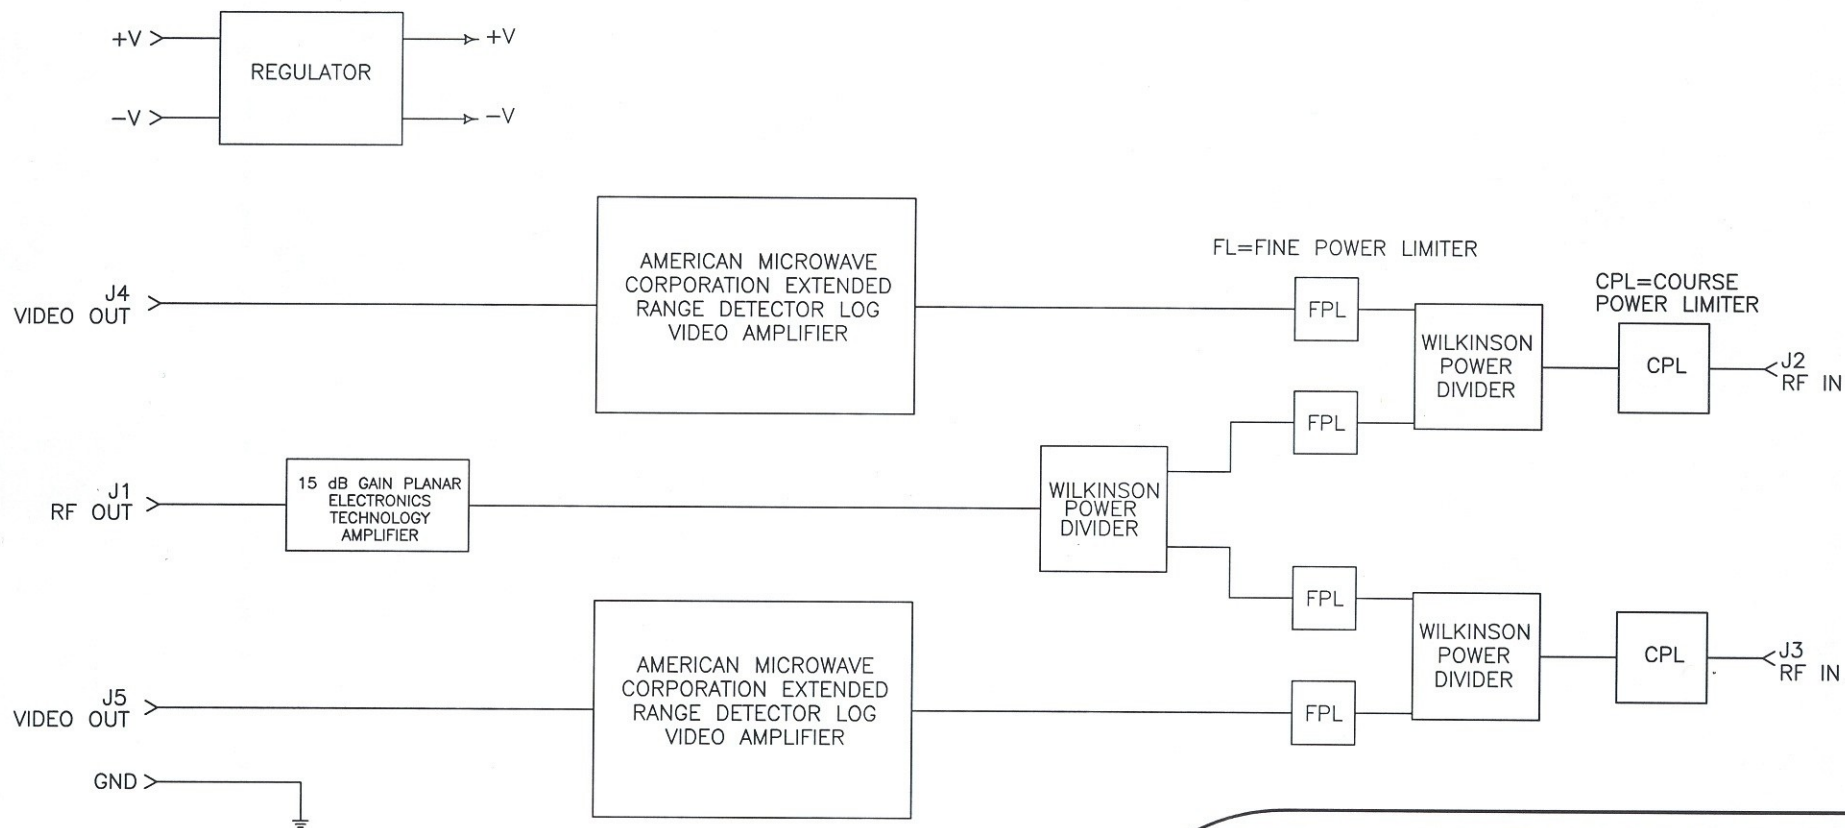 +V
+V
REGULATOR
-V
-V
AMERICAN MICROWAVE
CORPORATION EXTENDED
RANGE DETECTOR LOG
VIDEO AMPLIFIER
J4
VIDEO OUT
FL=FINE POWER LIMITER
FPL
CPL=COURSE
POWER LIMITER
WILKINSON
POWER
DIVIDER
CPL
J2
RF IN
FPL
J1
RF OUT
15 dB GAIN PLANAR
ELECTRONICS
TECHNOLOGY
AMPLIFIER
WILKINSON
POWER
DIVIDER
FPL
WILKINSON
POWER
DIVIDER
CPL
J3
RF IN
AMERICAN MICROWAVE
CORPORATION EXTENDED
RANGE DETECTOR LOG
VIDEO AMPLIFIER
J5
VIDEO OUT
FPL
GND